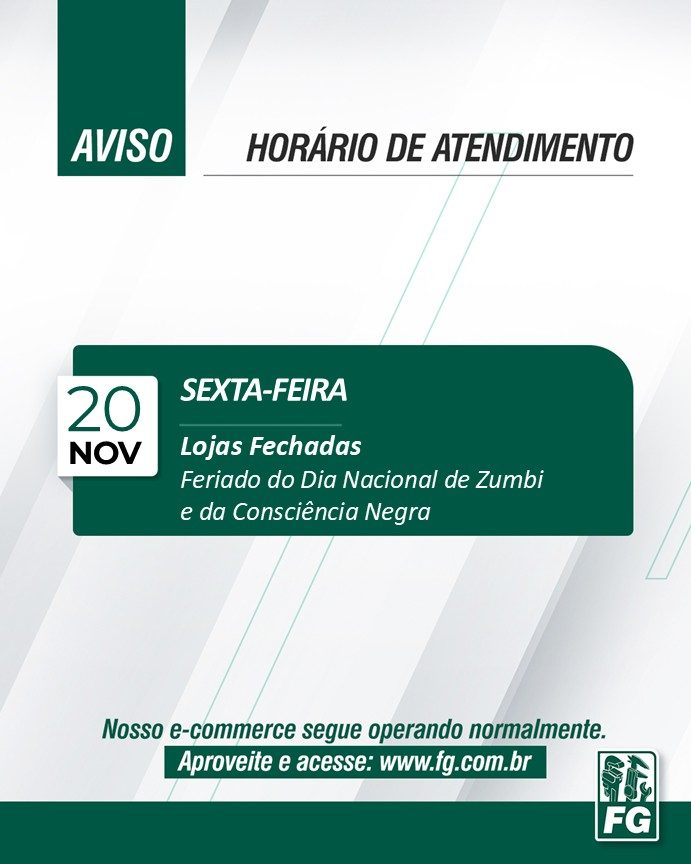 AVISO
HORÁRIO DE ATENDIMENTO
20
NOV
SEXTA-FEIRA
Lojas Fechadas
Feriado do Dia Nacional de Zumbi
e da Consciência Negra
Nosso e-commerce segue operando normalmente.
Aproveite e acesse: www.fg.com.br
FG